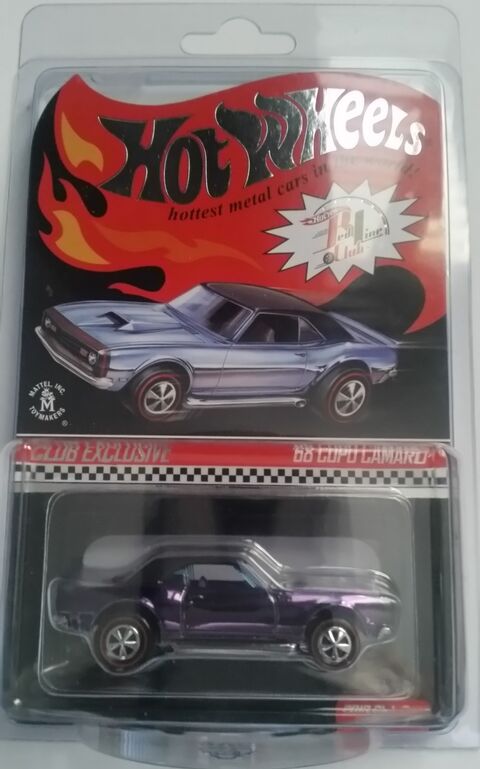 Hot Wheels
hottest metal cars in the world!
Red Line
Club
MATTEL, INC.
M
TOYMAKERS
®
CLUB EXCLUSIVE
'68 COPO CAMARO